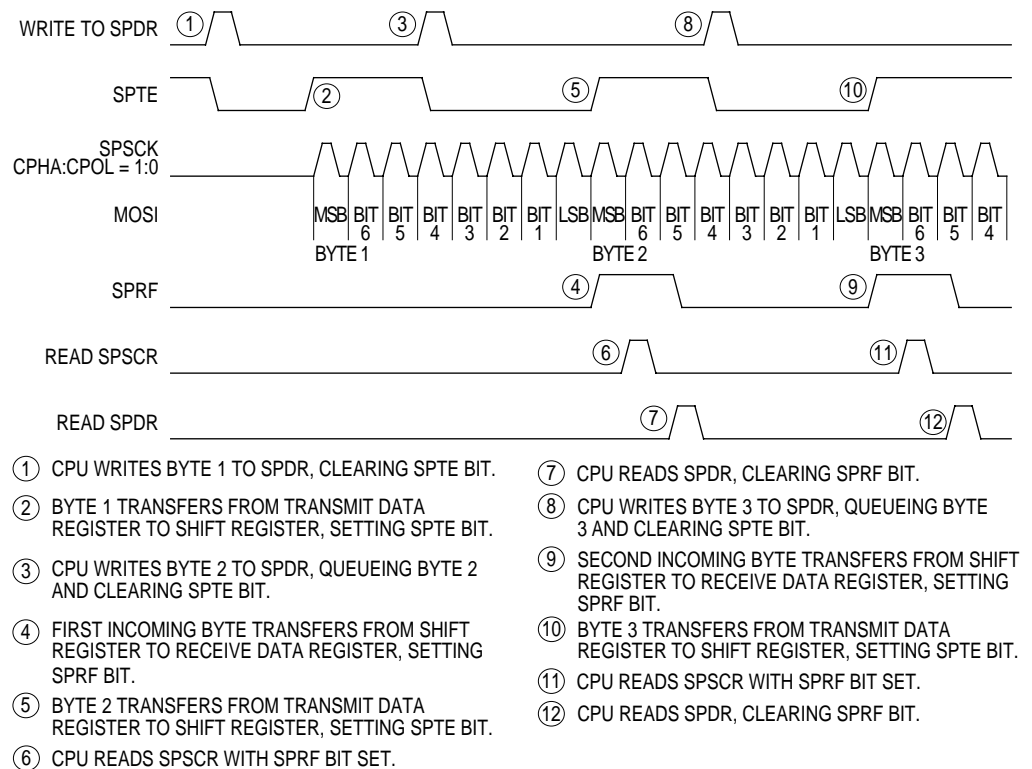 WRITE TO SPDR
1
3
8
SPTE
2
5
10
SPSCK
CPHA:CPOL = 1:0
MOSI
MSB BIT BIT BIT BIT BIT BIT LSB MSB BIT BIT BIT BIT BIT BIT LSB MSB BIT BIT BIT
6 5 4 3 2 1 6 5 4 3 2 1 6 5 4
BYTE 1 BYTE 2 BYTE 3
SPRF
4
9
READ SPSCR
6
11
READ SPDR
7
12
1 CPU WRITES BYTE 1 TO SPDR, CLEARING SPTE BIT.
2 BYTE 1 TRANSFERS FROM TRANSMIT DATA
REGISTER TO SHIFT REGISTER, SETTING SPTE BIT.
3 CPU WRITES BYTE 2 TO SPDR, QUEUEING BYTE 2
AND CLEARING SPTE BIT.
4 FIRST INCOMING BYTE TRANSFERS FROM SHIFT
REGISTER TO RECEIVE DATA REGISTER, SETTING
SPRF BIT.
5 BYTE 2 TRANSFERS FROM TRANSMIT DATA
REGISTER TO SHIFT REGISTER, SETTING SPTE BIT.
6 CPU READS SPSCR WITH SPRF BIT SET.
7 CPU READS SPDR, CLEARING SPRF BIT.
8 CPU WRITES BYTE 3 TO SPDR, QUEUEING BYTE
3 AND CLEARING SPTE BIT.
9 SECOND INCOMING BYTE TRANSFERS FROM SHIFT
REGISTER TO RECEIVE DATA REGISTER, SETTING
SPRF BIT.
10 BYTE 3 TRANSFERS FROM TRANSMIT DATA
REGISTER TO SHIFT REGISTER, SETTING SPTE BIT.
11 CPU READS SPSCR WITH SPRF BIT SET.
12 CPU READS SPDR, CLEARING SPRF BIT.